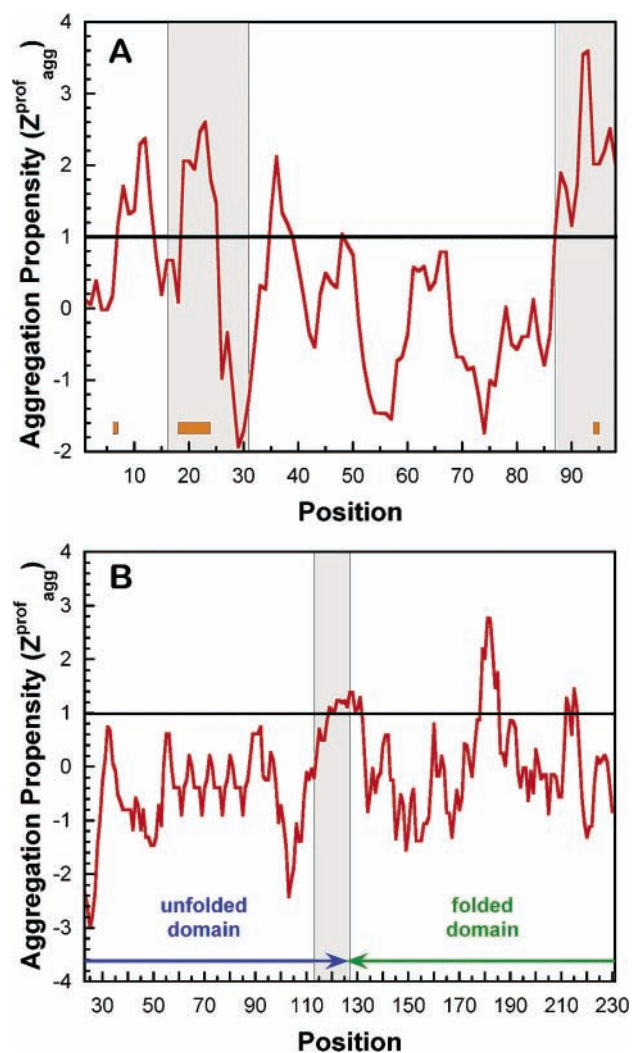 A
Aggregation Propensity (Z^prof_agg)
4
3
2
1
0
-1
-2
10 20 30 40 50 60 70 80 90
Position
B
Aggregation Propensity (Z^prof_agg)
4
3
2
1
0
-1
-2
-3
-4
unfolded
domain
folded
domain
30 50 70 90 110 130 150 170 190 210 230
Position